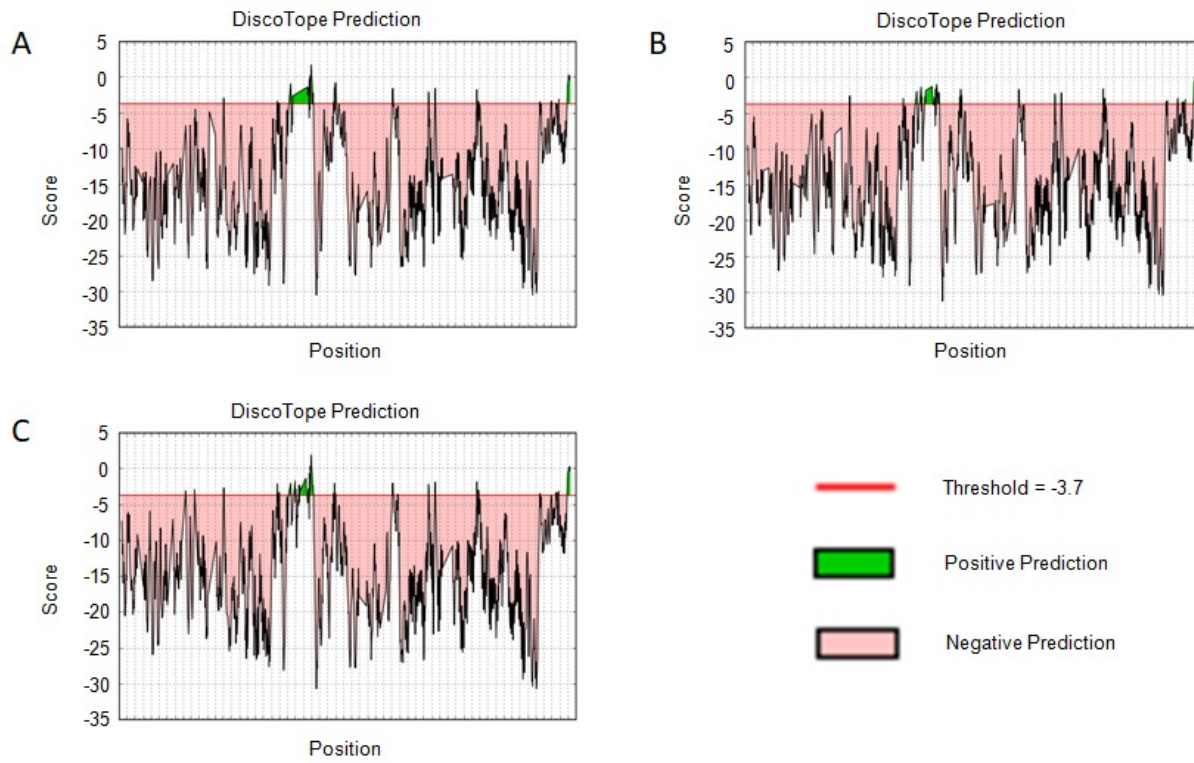 A
DiscoTope Prediction
5
0
-5
-10
-15
-20
-25
-30
-35
Score
Position
B
DiscoTope Prediction
5
0
-5
-10
-15
-20
-25
-30
-35
Score
Position
C
DiscoTope Prediction
5
0
-5
-10
-15
-20
-25
-30
-35
Score
Position
Threshold = -3.7
Positive Prediction
Negative Prediction